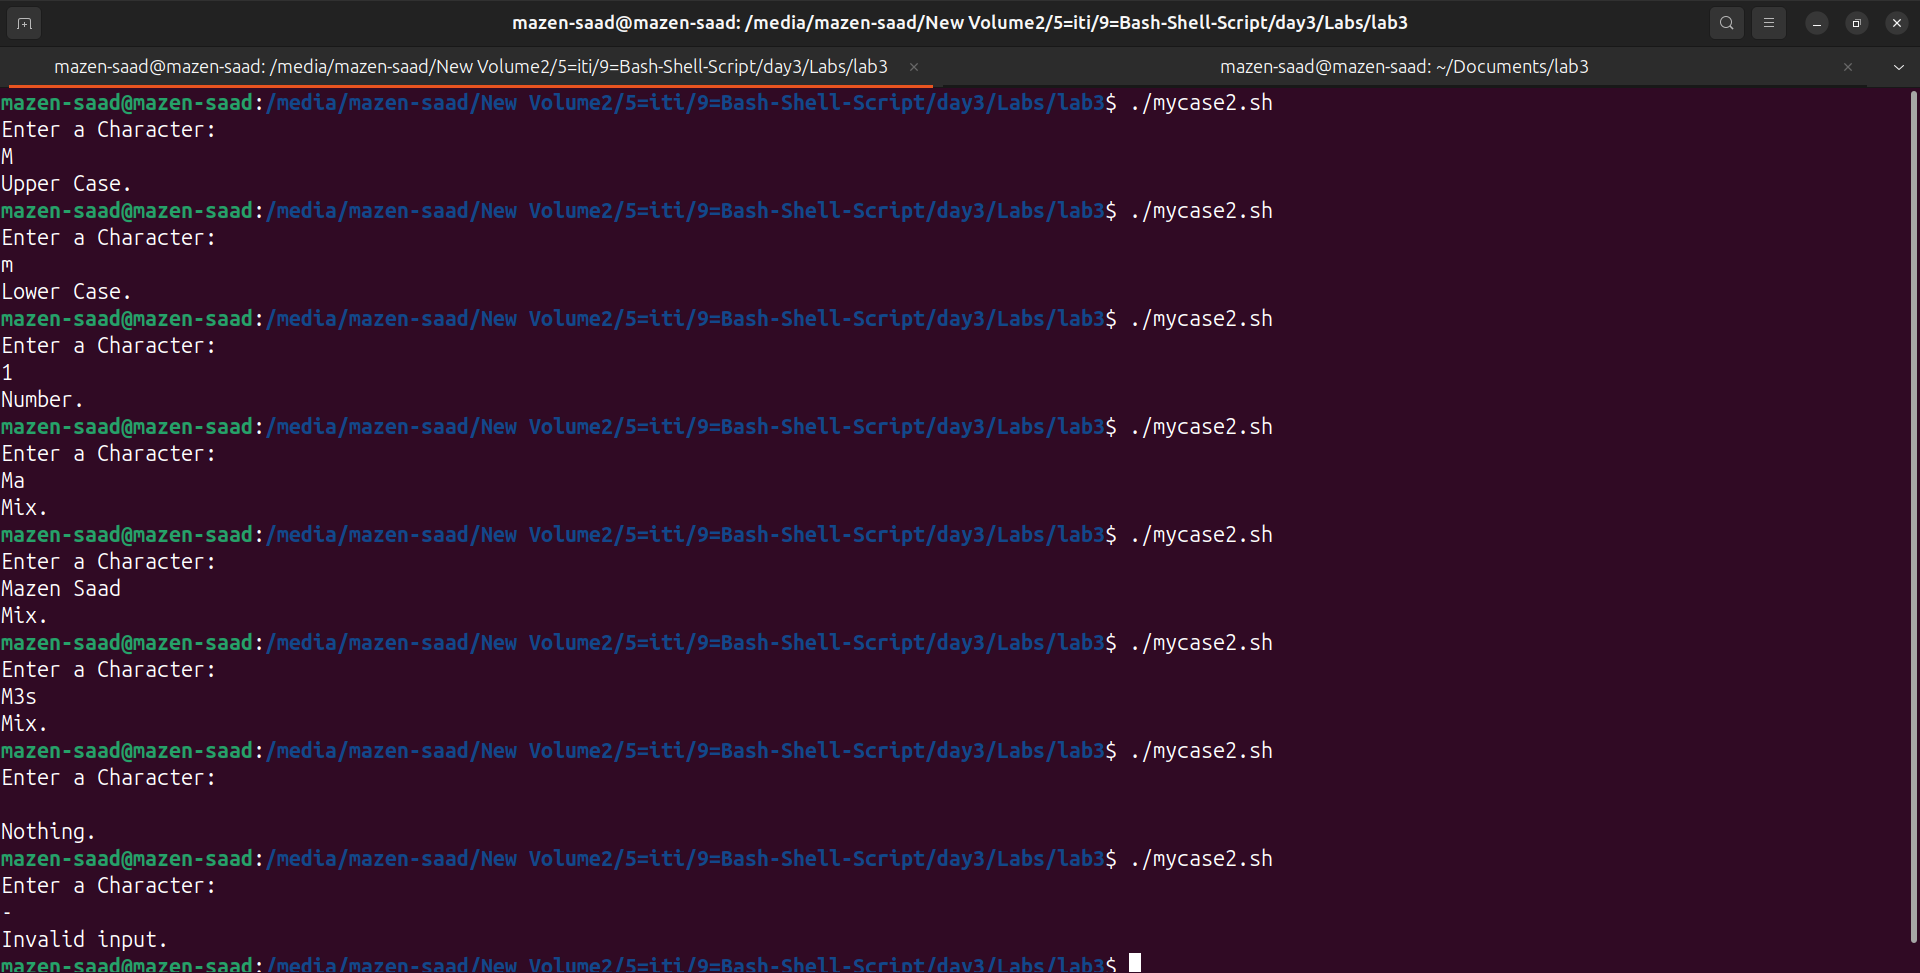 mazen-saad@mazen-saad: /media/mazen-saad/New Volume2/5=iti/9=Bash-Shell-Script/day3/Labs/lab3
mazen-saad@mazen-saad: /media/mazen-saad/New Volume2/5=iti/9=Bash-Shell-Script/day3/Labs/lab3
mazen-saad@mazen-saad: ~/Documents/lab3
mazen-saad@mazen-saad:/media/mazen-saad/New Volume2/5=iti/9=Bash-Shell-Script/day3/Labs/lab3$ ./mycase2.sh
Enter a Character:
M
Upper Case.
mazen-saad@mazen-saad:/media/mazen-saad/New Volume2/5=iti/9=Bash-Shell-Script/day3/Labs/lab3$ ./mycase2.sh
Enter a Character:
m
Lower Case.
mazen-saad@mazen-saad:/media/mazen-saad/New Volume2/5=iti/9=Bash-Shell-Script/day3/Labs/lab3$ ./mycase2.sh
Enter a Character:
1
Number.
mazen-saad@mazen-saad:/media/mazen-saad/New Volume2/5=iti/9=Bash-Shell-Script/day3/Labs/lab3$ ./mycase2.sh
Enter a Character:
Ma
Mix.
mazen-saad@mazen-saad:/media/mazen-saad/New Volume2/5=iti/9=Bash-Shell-Script/day3/Labs/lab3$ ./mycase2.sh
Enter a Character:
Mazen Saad
Mix.
mazen-saad@mazen-saad:/media/mazen-saad/New Volume2/5=iti/9=Bash-Shell-Script/day3/Labs/lab3$ ./mycase2.sh
Enter a Character:
M3s
Mix.
mazen-saad@mazen-saad:/media/mazen-saad/New Volume2/5=iti/9=Bash-Shell-Script/day3/Labs/lab3$ ./mycase2.sh
Enter a Character:
Nothing.
mazen-saad@mazen-saad:/media/mazen-saad/New Volume2/5=iti/9=Bash-Shell-Script/day3/Labs/lab3$ ./mycase2.sh
Enter a Character:
-
Invalid input.
mazen-saad@mazen-saad:/media/mazen-saad/New Volume2/5=iti/9=Bash-Shell-Script/day3/Labs/lab3$